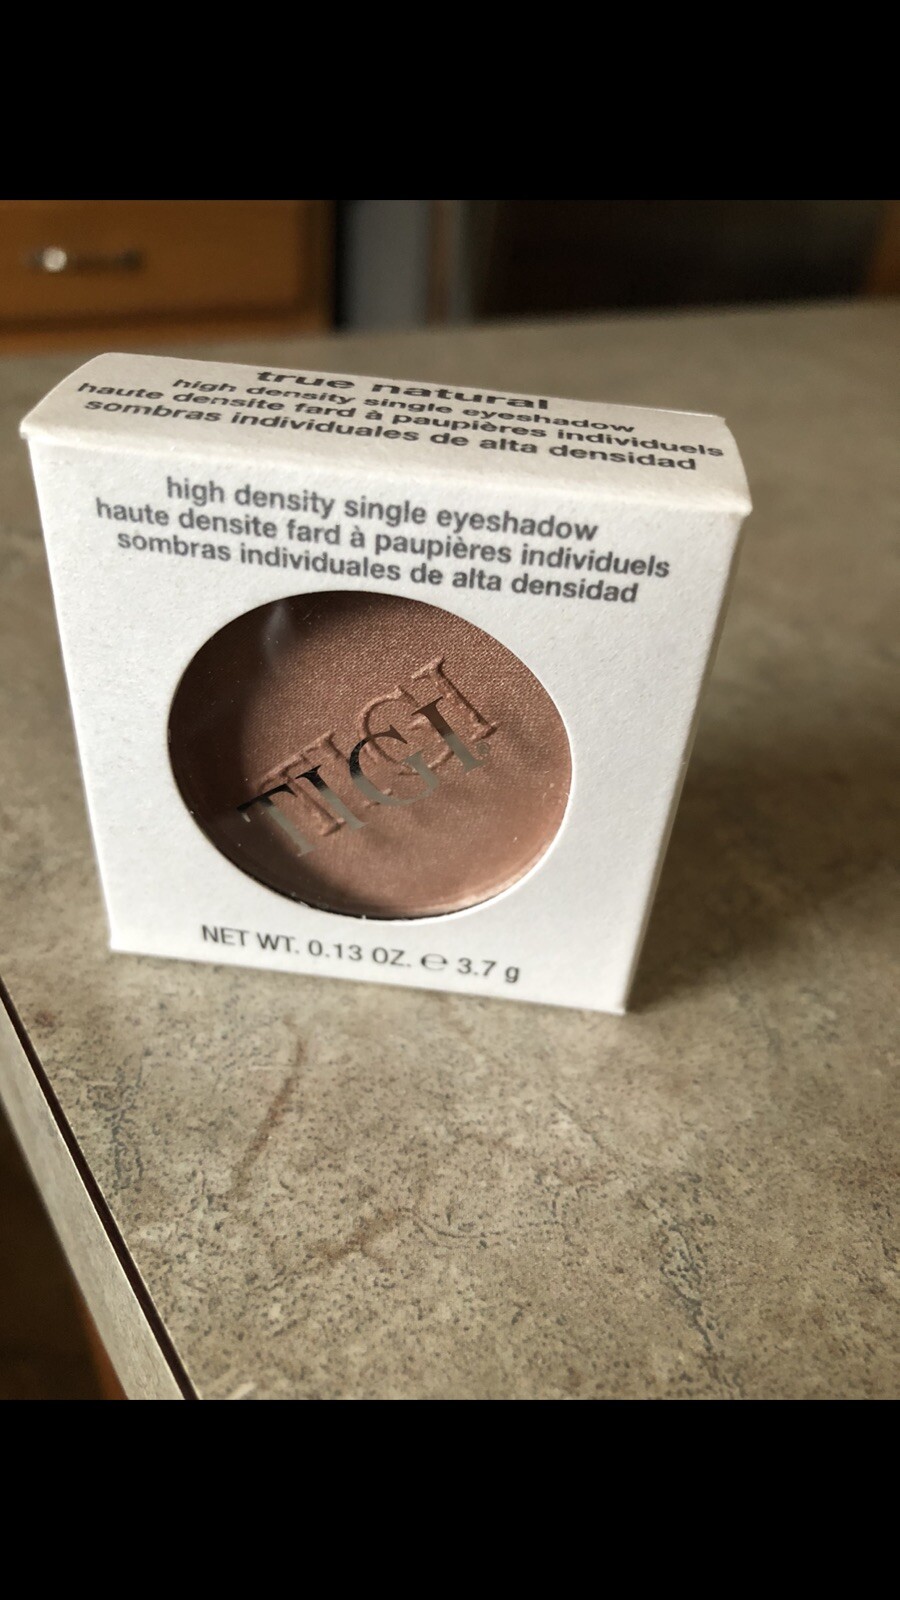 true natural
high density single eyeshadow
haute densite fard à paupières individuels
sombras individuales de alta densidad
high density single eyeshadow
haute densite fard à paupières individuels
sombras individuales de alta densidad
TIGI
TIGI
NET WT. 0.13 OZ. ℮ 3.7 g